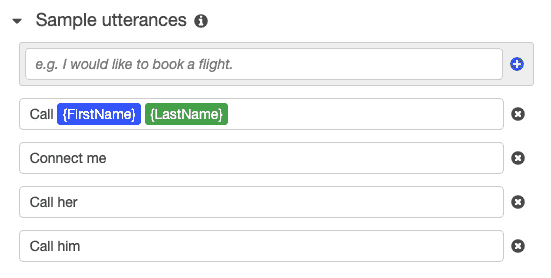 Sample utterances
e.g. I would like to book a flight.
Call {FirstName} {LastName}
Connect me
Call her
Call him